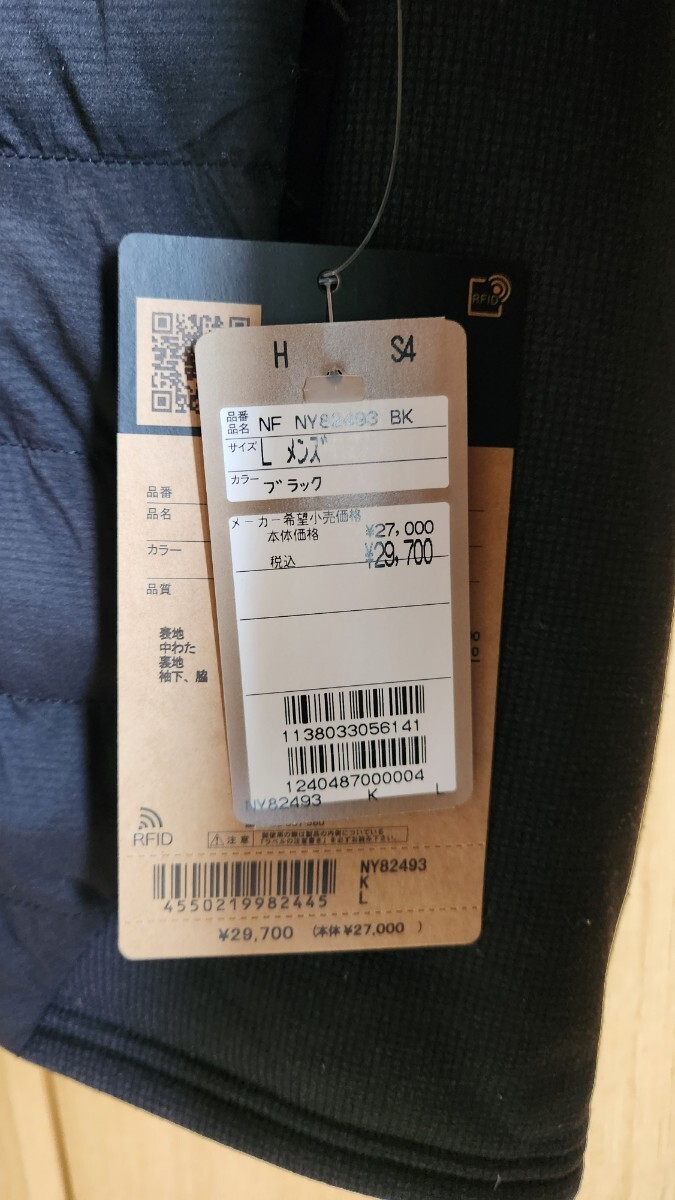 RFID
H S4
品番
品名 NF NY82493 BK
サイズ L メンズ
カラー ブラック
メーカー希望小売価格
本体価格 ¥27,000
税込 ¥29,700
1138033056141
1240487000004
NY82493 K L
品番
品名
カラー
品質
表地
中わた
裏地
袖下、脇
RFID
注意
NY82493
K
L
4550219982445
¥29,700 (本体 ¥27,000 )